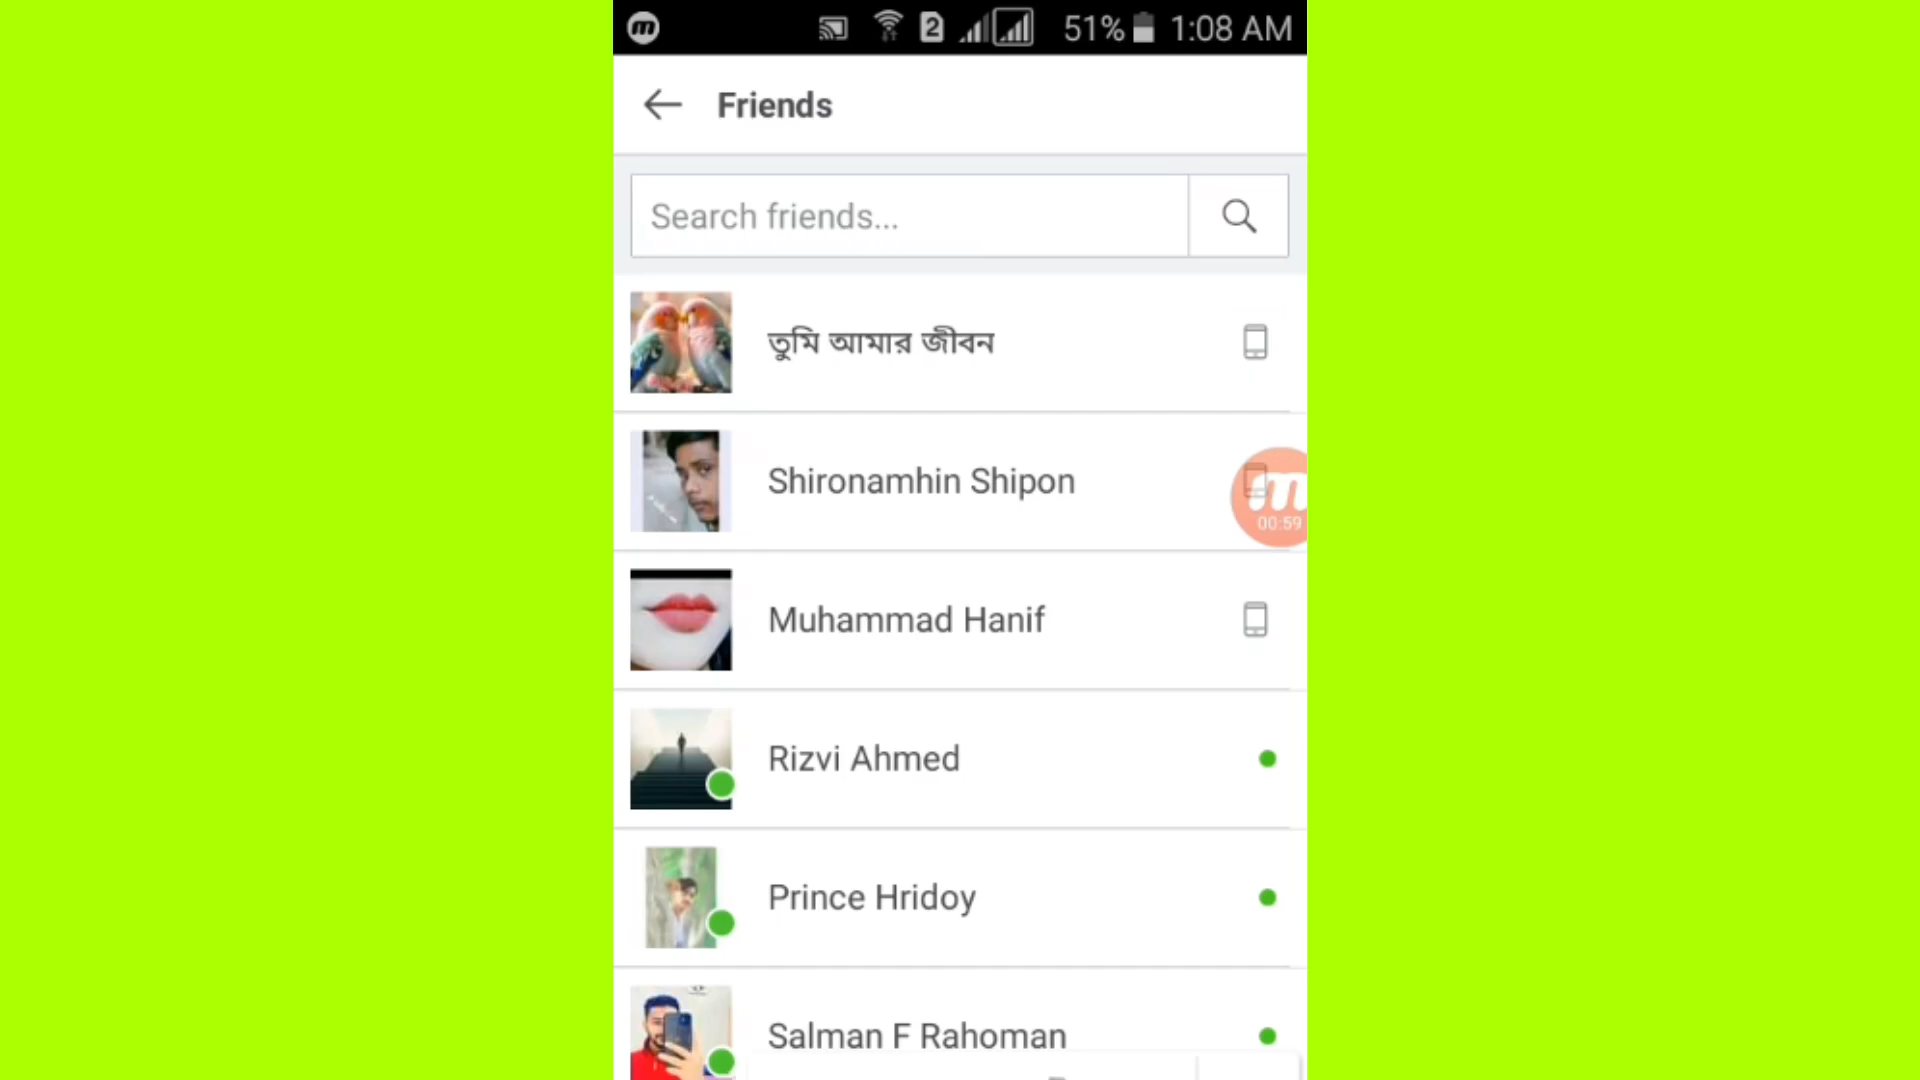 2 51% 1:08 AM
Friends
Search friends...
তুমি আমার জীবন
Shironamhin Shipon
m
00:59
Muhammad Hanif
Rizvi Ahmed
Prince Hridoy
Salman F Rahoman